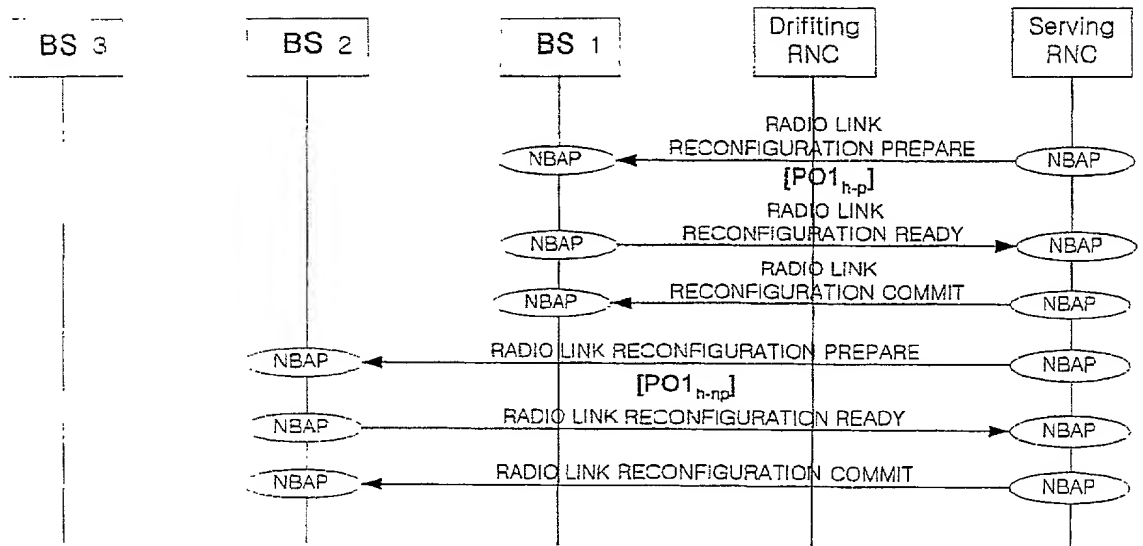 BS 3
BS 2
BS 1
Drifiting
RNC
Serving
RNC
RADIO LINK
RECONFIGURATION PREPARE
NBAP
NBAP
[PO1h-p]
RADIO LINK
RECONFIGURATION READY
NBAP
NBAP
RADIO LINK
RECONFIGURATION COMMIT
NBAP
NBAP
RADIO LINK RECONFIGURATION PREPARE
NBAP
NBAP
[PO1h-np]
RADIO LINK RECONFIGURATION READY
NBAP
NBAP
RADIO LINK RECONFIGURATION COMMIT
NBAP
NBAP